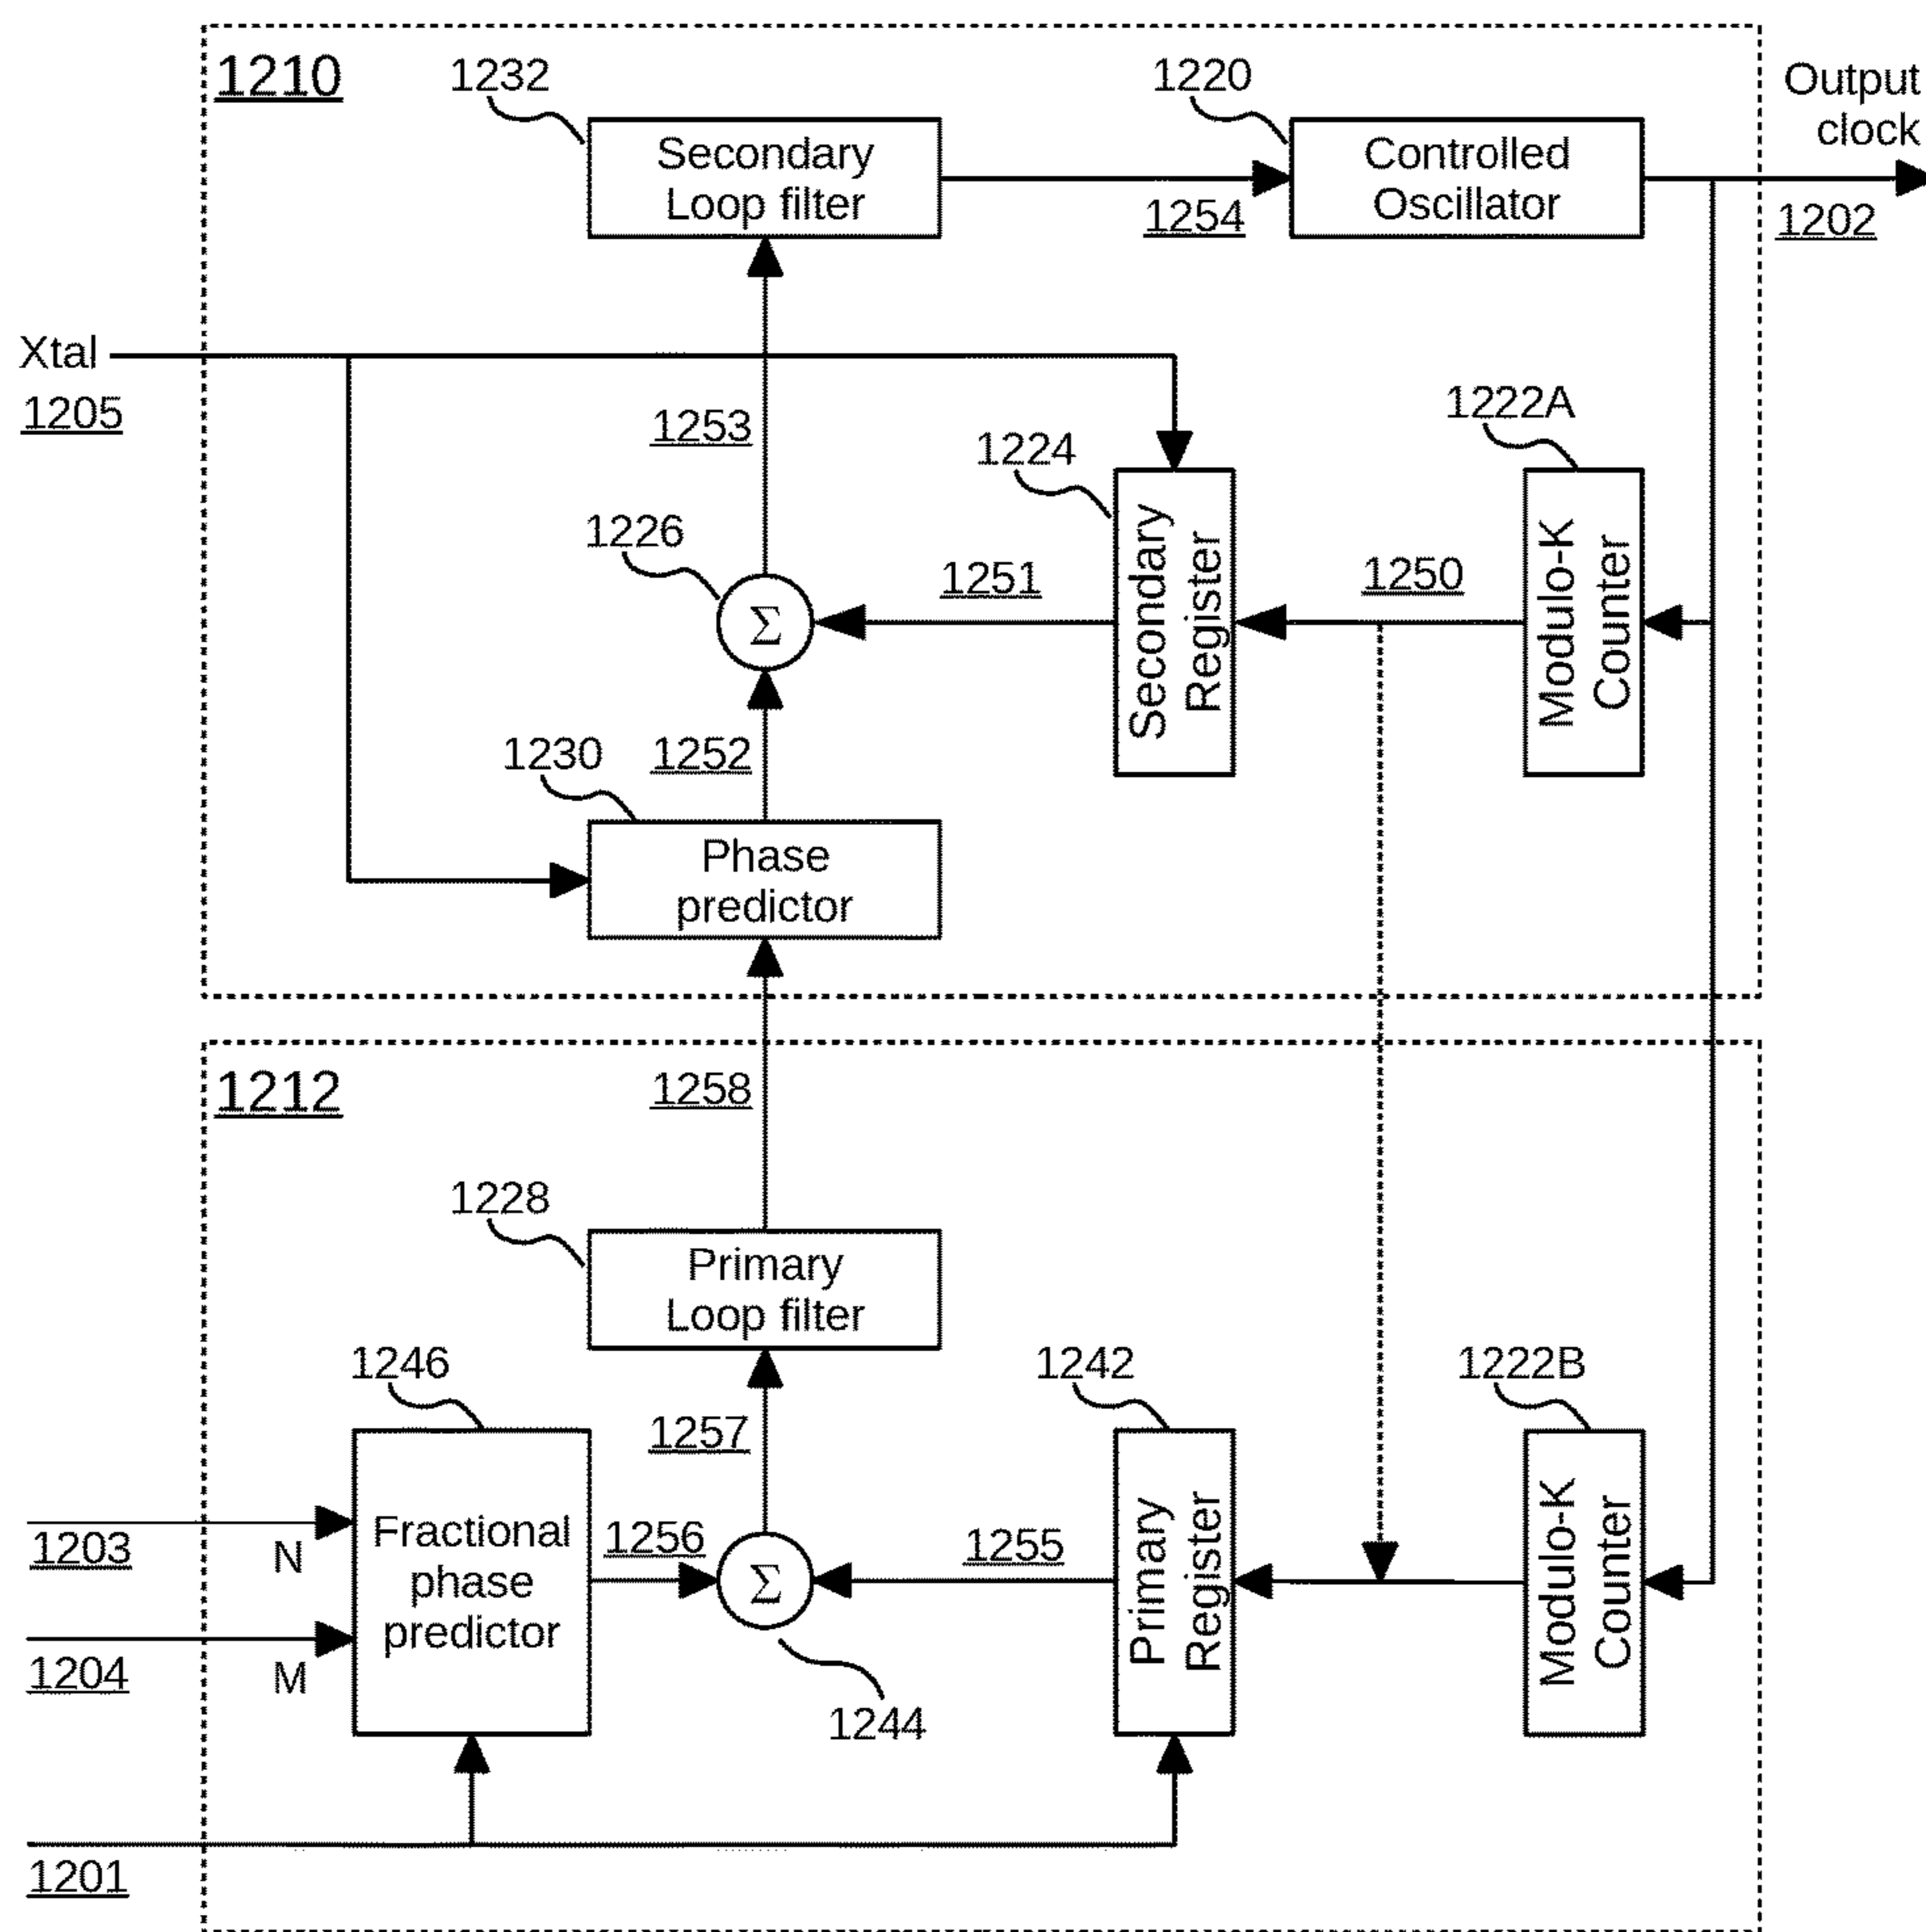 1210
1232
1220
Output
clock
Secondary
Loop filter
Controlled
Oscillator
1254
1202
Xtal
1205
1253
1222A
1224
1226
1251
1250
Σ
Secondary
Register
Modulo-K
Counter
1230
1252
Phase
predictor
1212
1258
1228
Primary
Loop filter
1246
1257
1242
1222B
1203
N
Fractional
phase
predictor
1256
Σ
1255
Primary
Register
Modulo-K
Counter
1204
M
1244
1201